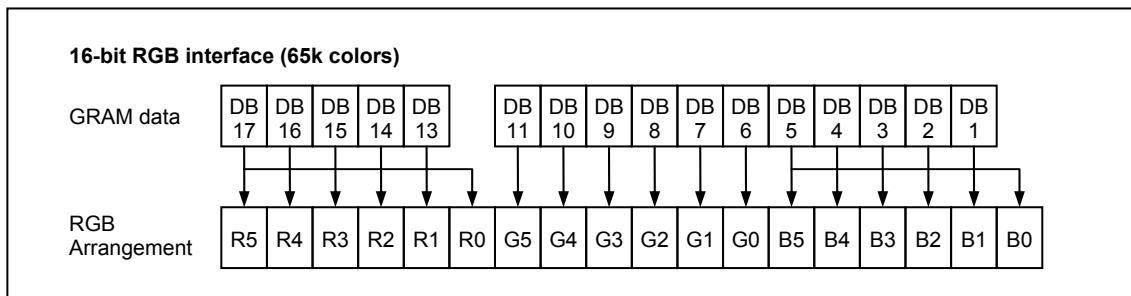 16-bit RGB interface (65k colors)
GRAM data
DB 17 DB 16 DB 15 DB 14 DB 13 DB 11 DB 10 DB 9 DB 8 DB 7 DB 6 DB 5 DB 4 DB 3 DB 2 DB 1
RGB
Arrangement
R5 R4 R3 R2 R1 R0 G5 G4 G3 G2 G1 G0 B5 B4 B3 B2 B1 B0